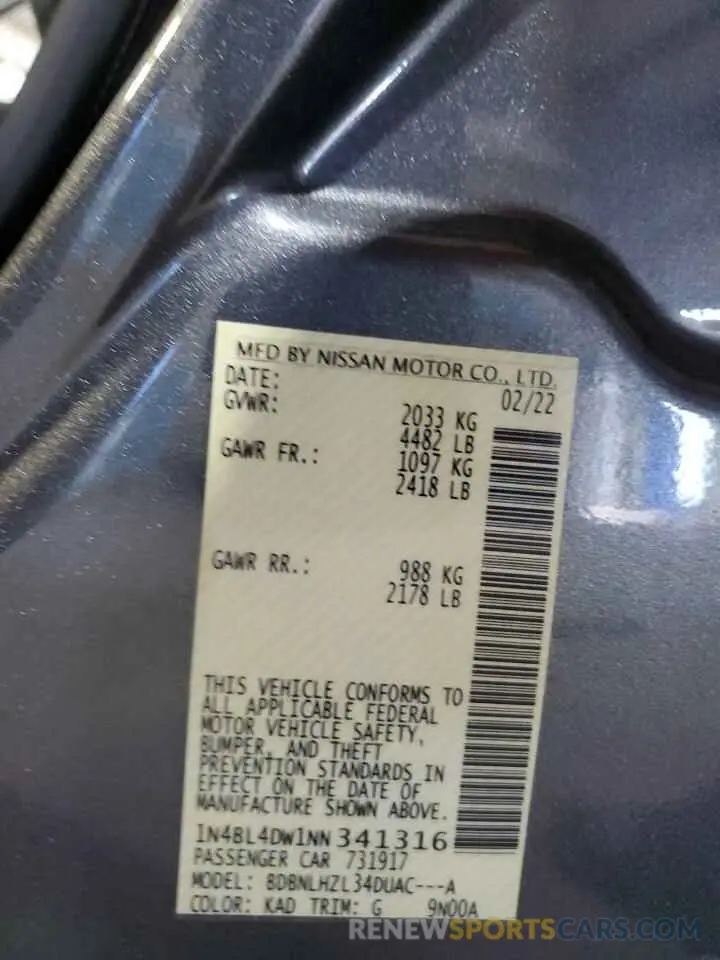 MFD BY NISSAN MOTOR CO., LTD.
DATE: 02/22
GVWR: 2033 KG
4482 LB
GAWR FR.: 1097 KG
2418 LB
GAWR RR.: 988 KG
2178 LB
THIS VEHICLE CONFORMS TO
ALL APPLICABLE FEDERAL
MOTOR VEHICLE SAFETY,
BUMPER, AND THEFT
PREVENTION STANDARDS IN
EFFECT ON THE DATE OF
MANUFACTURE SHOWN ABOVE.
1N4BL4DW1NN341316
PASSENGER CAR 731917
MODEL: BDBNLHZL34DUAC---A
COLOR: KAD TRIM: G 9N00A
RENEWSPORTSCARS.COM